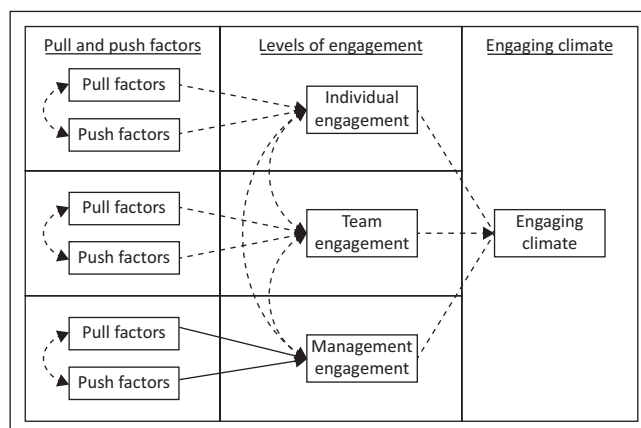 Pull and push factors
Levels of engagement
Engaging climate
Pull factors
Push factors
Individual
engagement
Pull factors
Push factors
Team
engagement
Engaging
climate
Pull factors
Push factors
Management
engagement